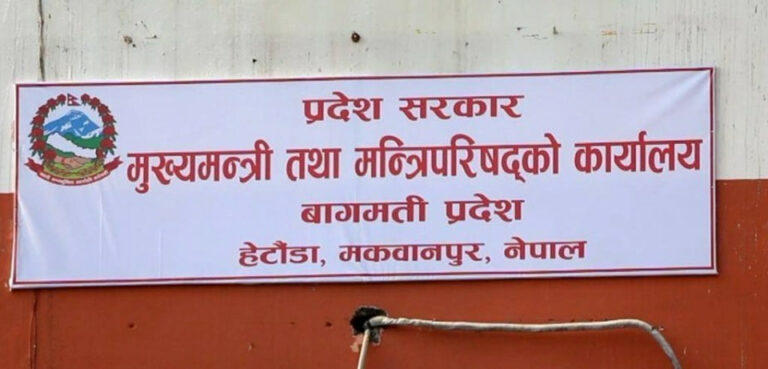 प्रदेश सरकार
मुख्यमन्त्री तथा मन्त्रिपरिषद्को कार्यालय
बागमती प्रदेश
हेटौंडा, मकवानपुर, नेपाल